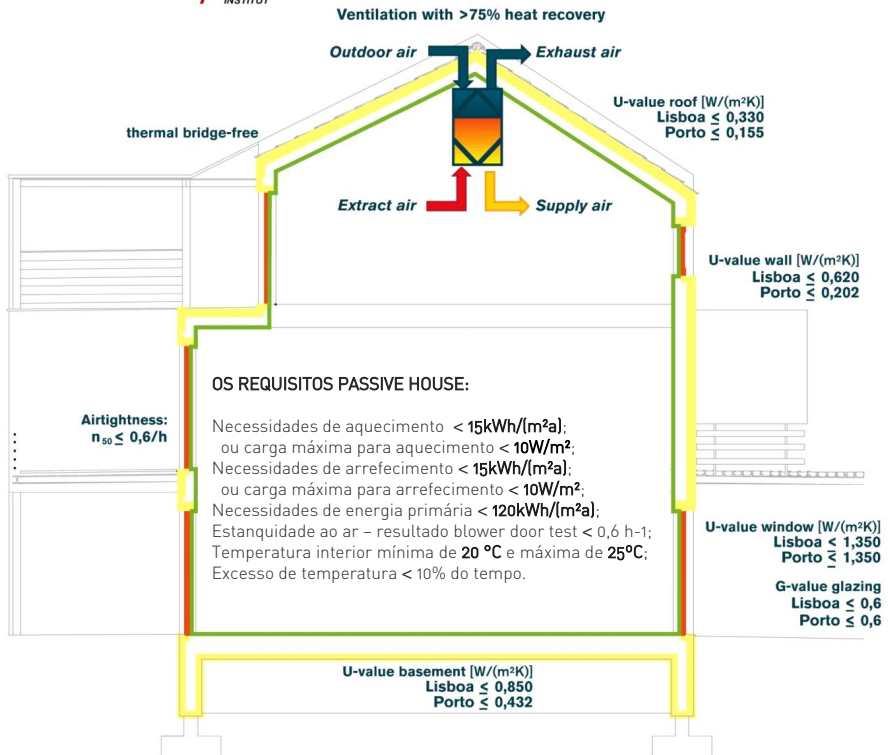 INSTITUT
Ventilation with >75% heat recovery
Outdoor air
Exhaust air
U-value roof [W/(m²K)]
Lisboa ≤ 0,330
Porto ≤ 0,155
thermal bridge-free
Extract air
Supply air
U-value wall [W/(m²K)]
Lisboa ≤ 0,620
Porto ≤ 0,202
OS REQUISITOS PASSIVE HOUSE:
Necessidades de aquecimento < 15kWh/(m²a);
ou carga máxima para aquecimento < 10W/m²;
Necessidades de arrefecimento < 15kWh/(m²a);
ou carga máxima para arrefecimento < 10W/m²;
Necessidades de energia primária < 120kWh/(m²a);
Estanquidade ao ar – resultado blower door test < 0,6 h-1;
Temperatura interior mínima de 20 °C e máxima de 25ºC;
Excesso de temperatura < 10% do tempo.
Airtightness:
n₅₀ ≤ 0,6/h
U-value window [W/(m²K)]
Lisboa ≤ 1,350
Porto ≤ 1,350
G-value glazing
Lisboa ≤ 0,6
Porto ≤ 0,6
U-value basement [W/(m²K)]
Lisboa ≤ 0,850
Porto ≤ 0,432